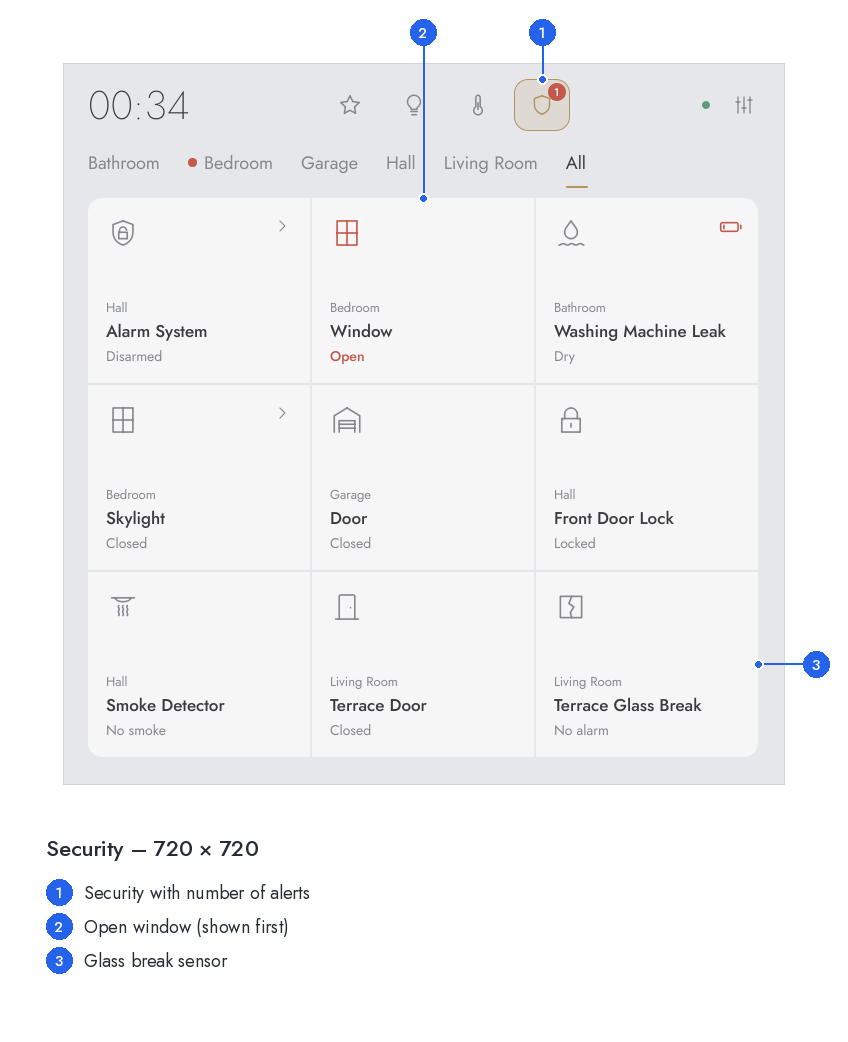 2 1
00:34 1
Bathroom Bedroom Garage Hall Living Room All
Hall
Alarm System
Disarmed
Bedroom
Window
Open
Bathroom
Washing Machine Leak
Dry
Bedroom
Skylight
Closed
Garage
Door
Closed
Hall
Front Door Lock
Locked
Hall
Smoke Detector
No smoke
Living Room
Terrace Door
Closed
Living Room
Terrace Glass Break
No alarm
3
Security – 720 × 720
1 Security with number of alerts
2 Open window (shown first)
3 Glass break sensor